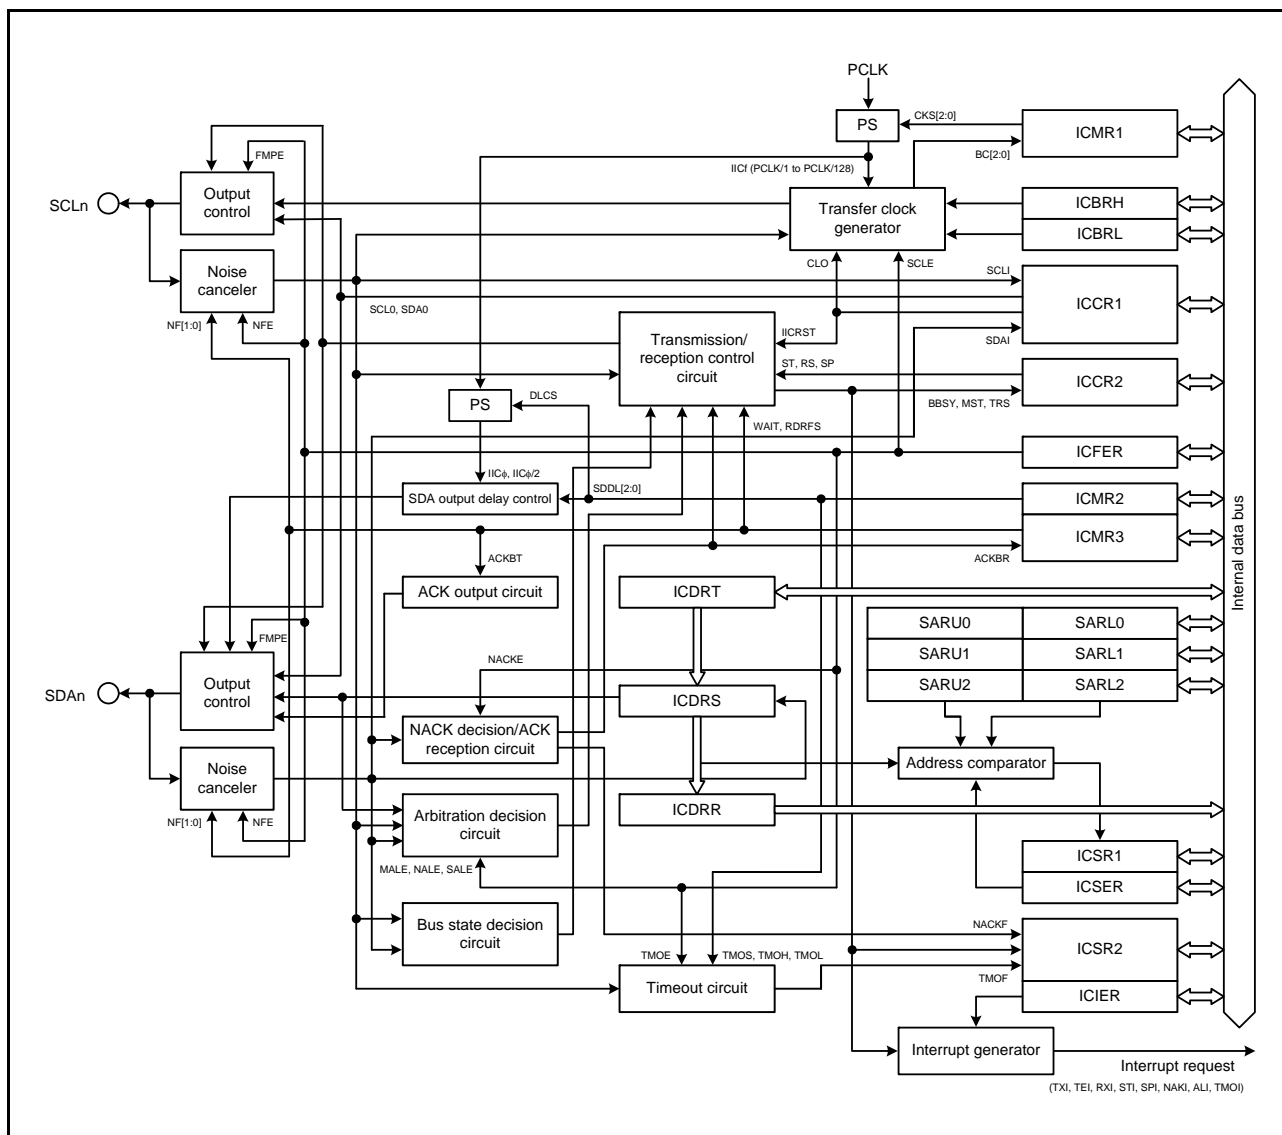 PCLK
PS
CKS[2:0]
ICMR1
BC[2:0]
FMPE
IICf (PCLK/1 to PCLK/128)
SCLn
Output
control
Transfer clock
generator
ICBRH
ICBRL
Noise
canceler
CLO
SCLE
SCLI
ICCR1
SCL0, SDA0
NF[1:0]
NFE
Transmission/
reception control
circuit
IICRST
SDAI
ST, RS, SP
ICCR2
BBSY, MST, TRS
PS
DLCS
WAIT, RDRFS
ICFER
IICϕ, IICϕ/2
SDDL[2:0]
SDA output delay control
ICMR2
ICMR3
ACKBT
ACKBR
ACK output circuit
ICDRT
Internal data bus
SARU0
SARL0
SARU1
SARL1
SARU2
SARL2
FMPE
NACKE
SDAn
Output
control
ICDRS
NACK decision/ACK
reception circuit
Address comparator
Noise
canceler
ICDRR
NF[1:0]
NFE
Arbitration decision
circuit
MALE, NALE, SALE
ICSR1
ICSER
Bus state decision
circuit
NACKF
ICSR2
TMOE
TMOS, TMOH, TMOL
Timeout circuit
TMOF
ICIER
Interrupt generator
Interrupt request
(TXI, TEI, RXI, STI, SPI, NAKI, ALI, TMOI)